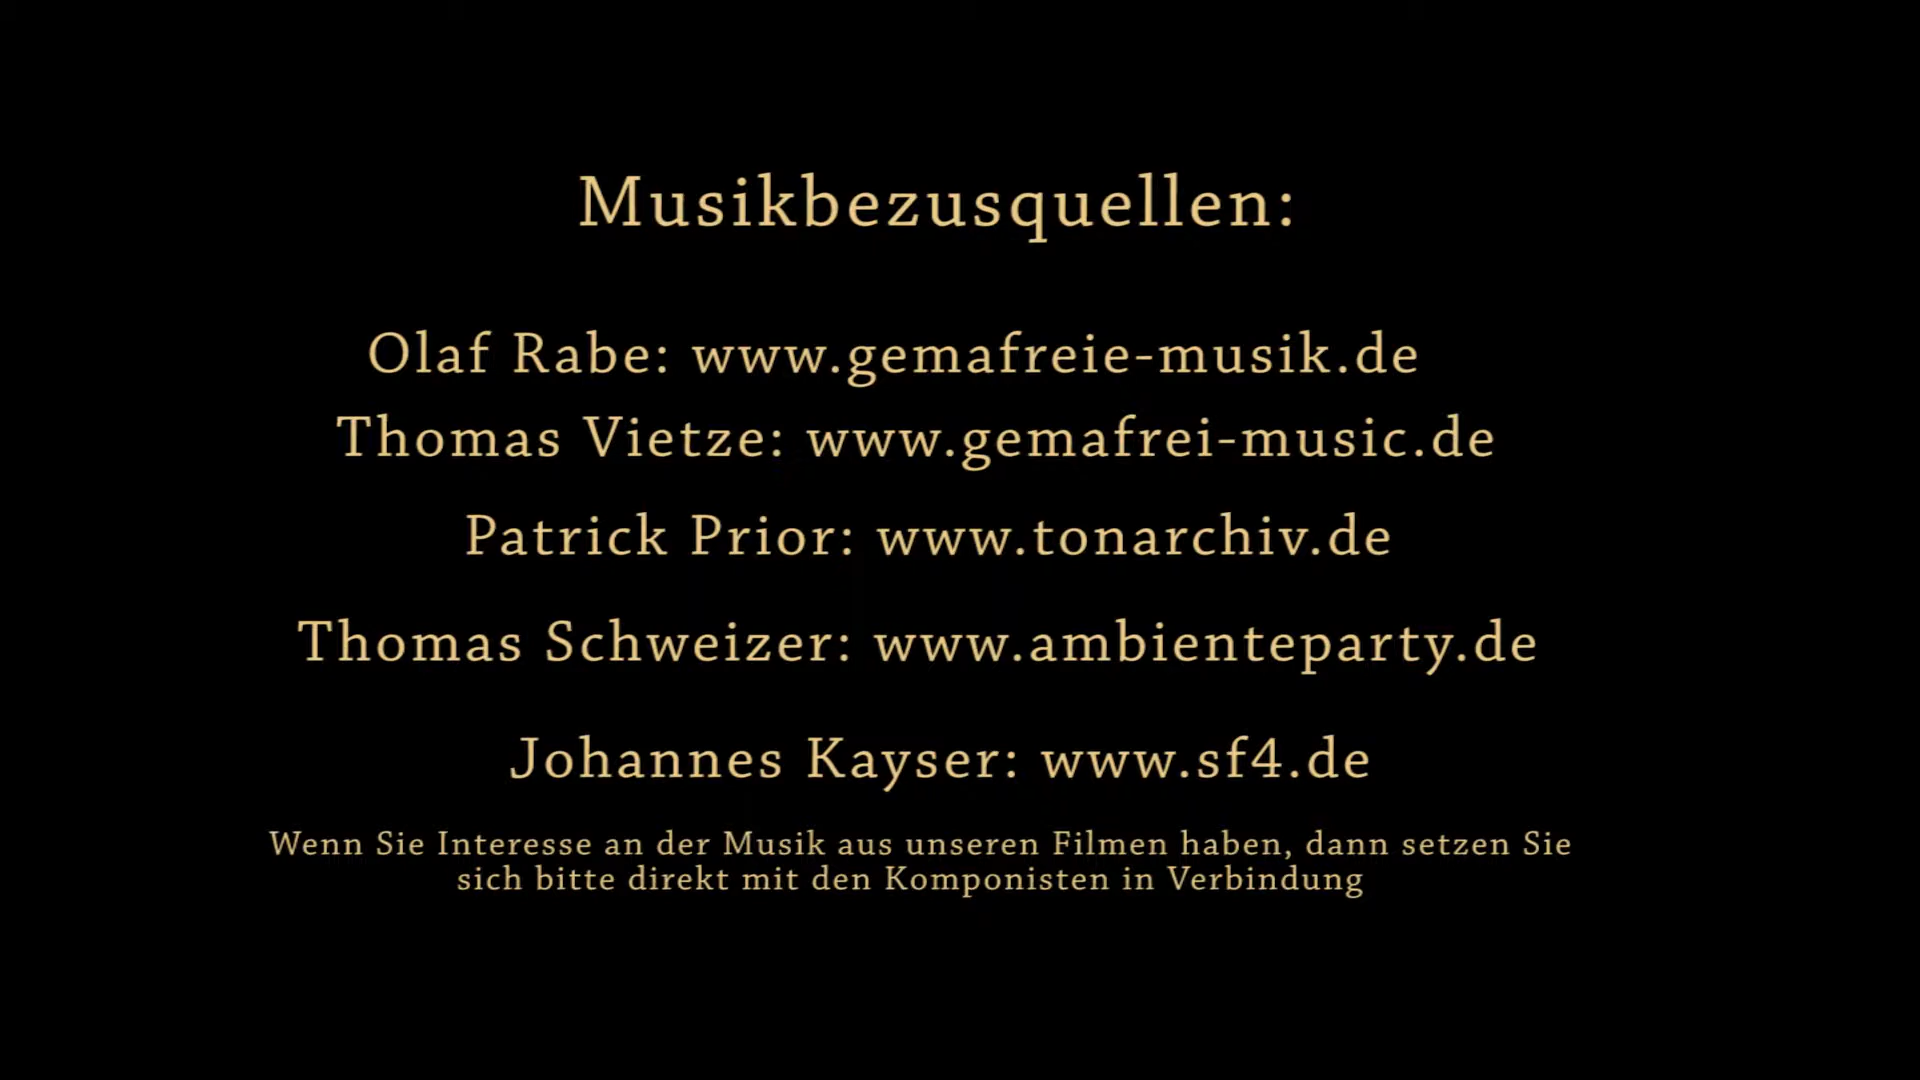 Musikbezusquellen:
Olaf Rabe: www.gemafreie-musik.de
Thomas Vietze: www.gemafrei-music.de
Patrick Prior: www.tonarchiv.de
Thomas Schweizer: www.ambienteparty.de
Johannes Kayser: www.sf4.de
Wenn Sie Interesse an der Musik aus unseren Filmen haben, dann setzen Sie
sich bitte direkt mit den Komponisten in Verbindung